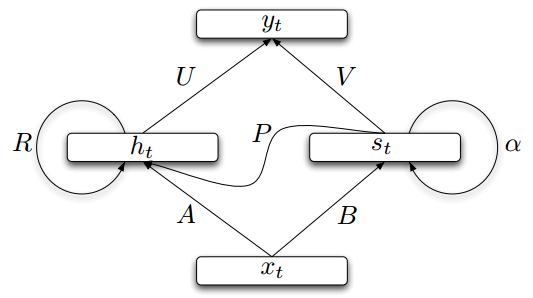 y_t
U V
R h_t P s_t α
A B
x_t